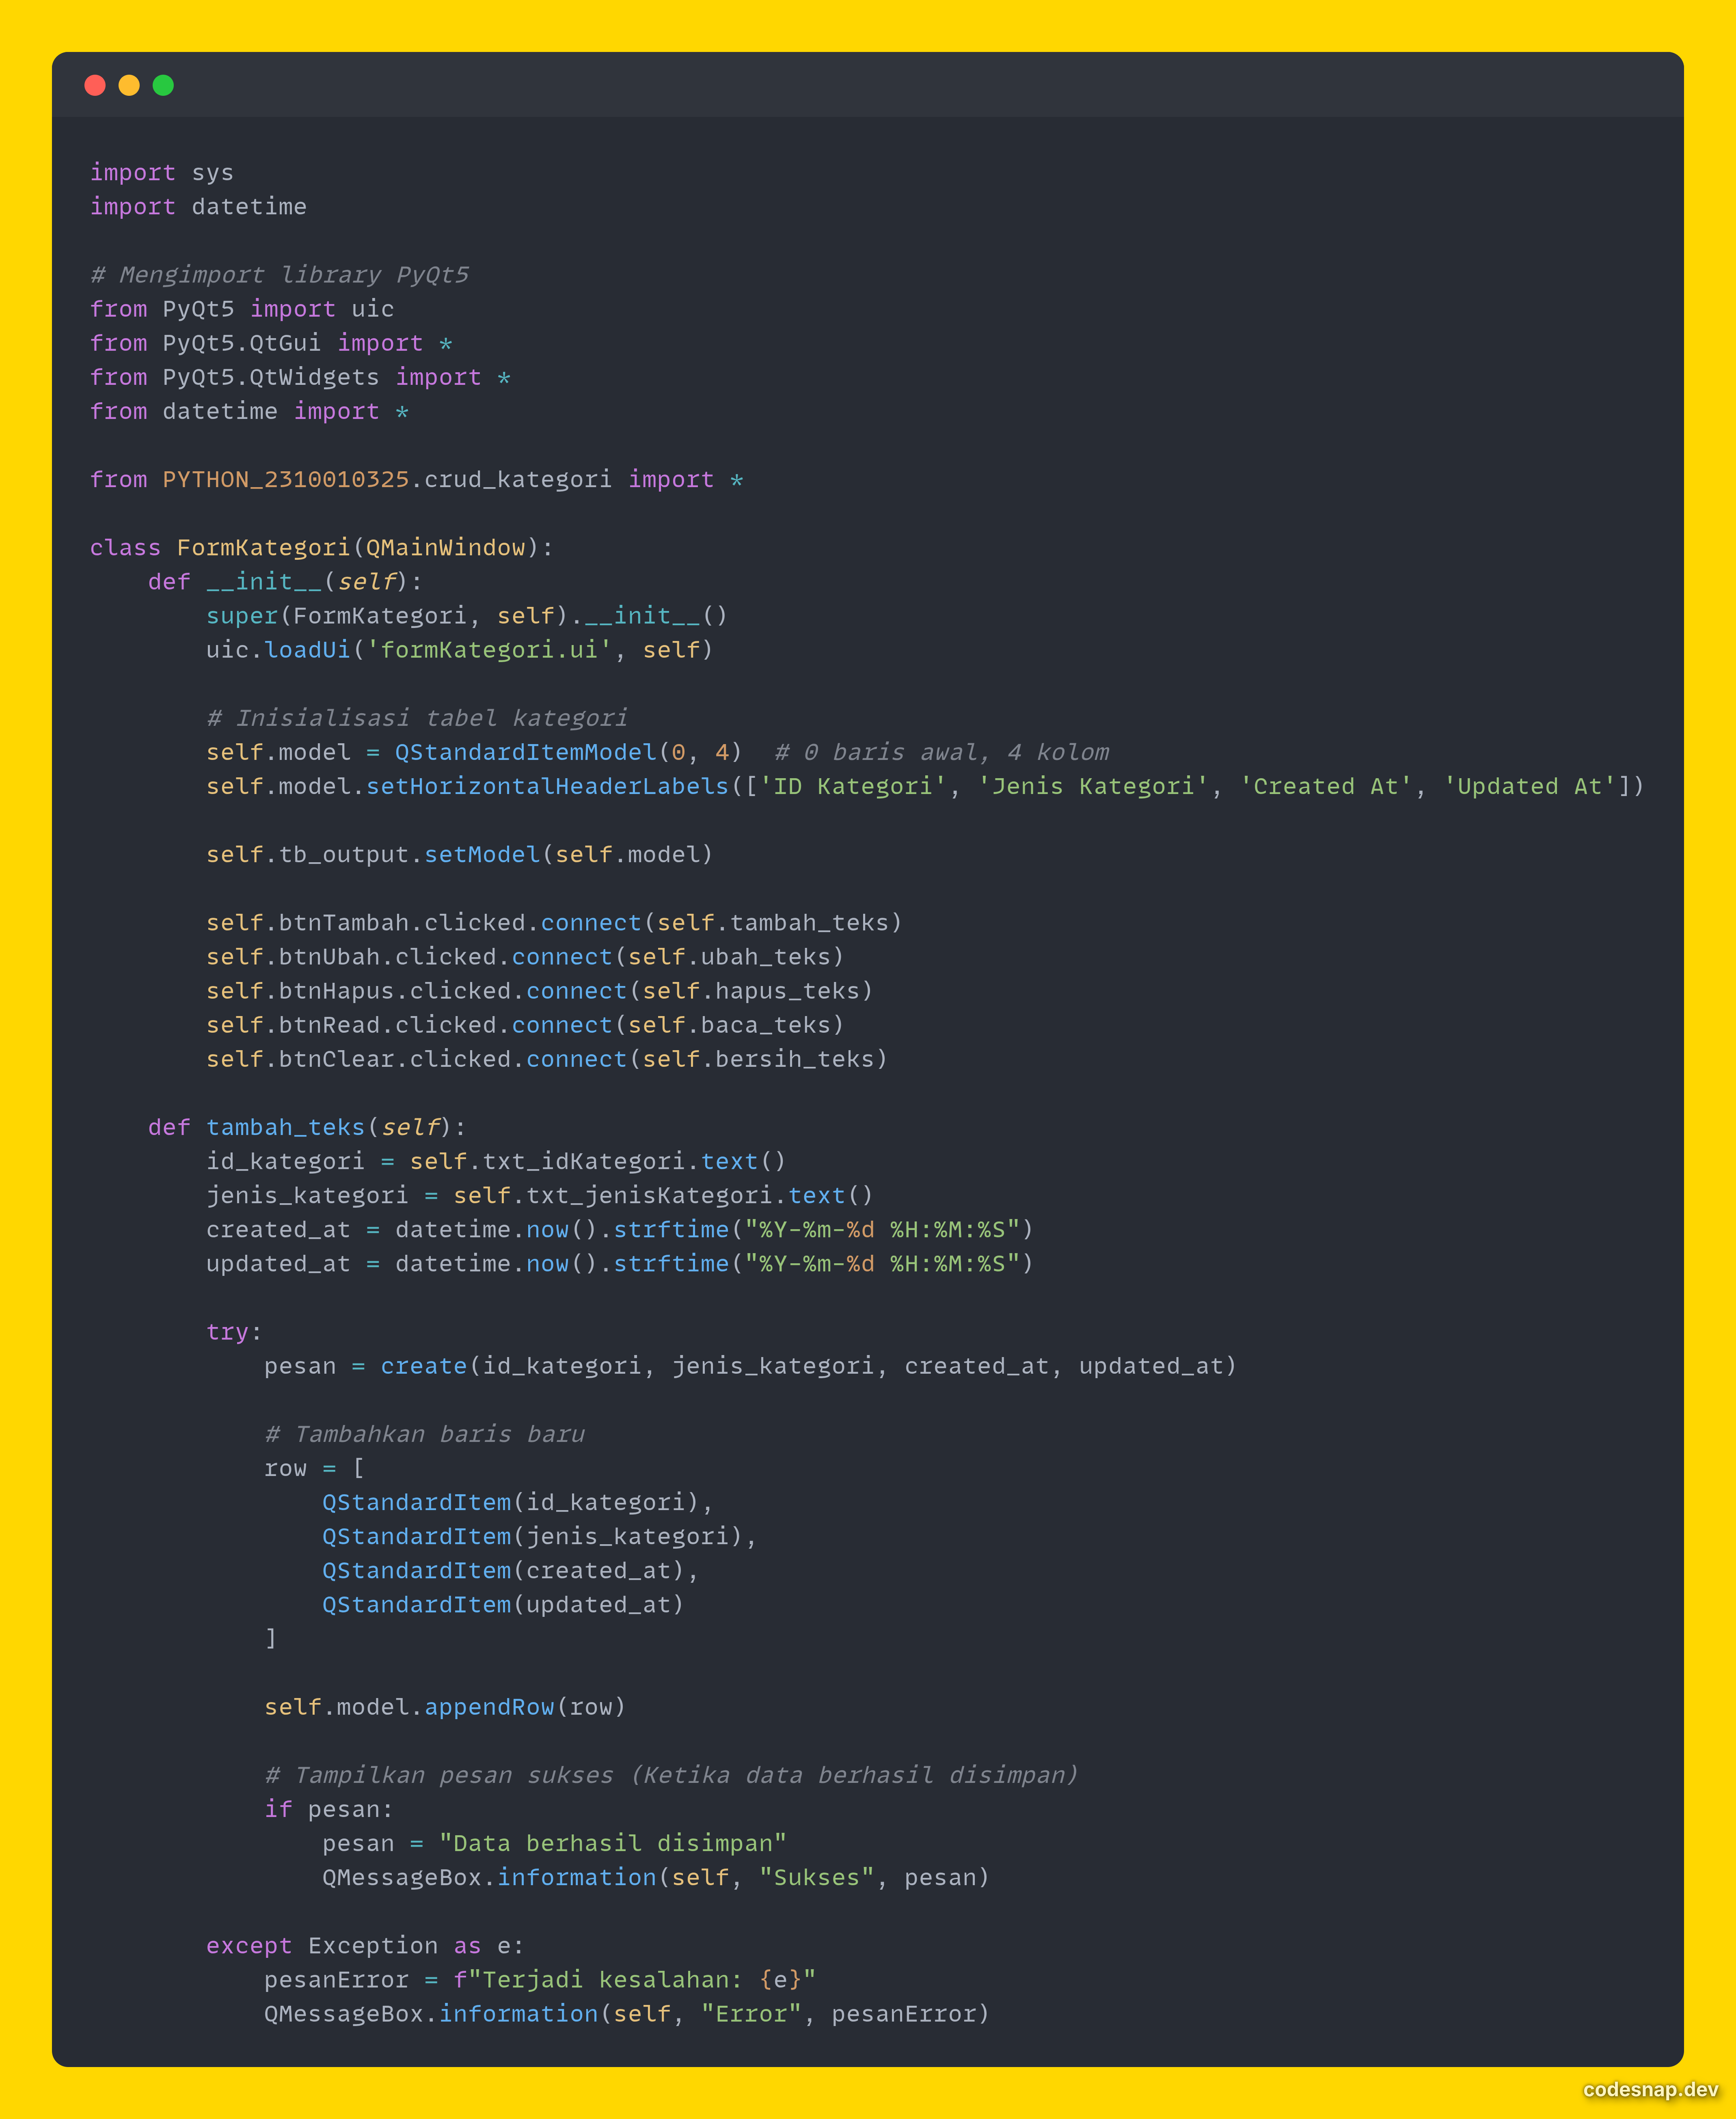 import sys
import datetime

# Mengimport library PyQt5
from PyQt5 import uic
from PyQt5.QtGui import *
from PyQt5.QtWidgets import *
from datetime import *

from PYTHON_2310010325.crud_kategori import *

class FormKategori(QMainWindow):
    def __init__(self):
        super(FormKategori, self).__init__()
        uic.loadUi('formKategori.ui', self)

        # Inisialisasi tabel kategori
        self.model = QStandardItemModel(0, 4)  # 0 baris awal, 4 kolom
        self.model.setHorizontalHeaderLabels(['ID Kategori', 'Jenis Kategori', 'Created At', 'Updated At'])

        self.tb_output.setModel(self.model)

        self.btnTambah.clicked.connect(self.tambah_teks)
        self.btnUbah.clicked.connect(self.ubah_teks)
        self.btnHapus.clicked.connect(self.hapus_teks)
        self.btnRead.clicked.connect(self.baca_teks)
        self.btnClear.clicked.connect(self.bersih_teks)

    def tambah_teks(self):
        id_kategori = self.txt_idKategori.text()
        jenis_kategori = self.txt_jenisKategori.text()
        created_at = datetime.now().strftime("%Y-%m-%d %H:%M:%S")
        updated_at = datetime.now().strftime("%Y-%m-%d %H:%M:%S")

        try:
            pesan = create(id_kategori, jenis_kategori, created_at, updated_at)

            # Tambahkan baris baru
            row = [
                QStandardItem(id_kategori),
                QStandardItem(jenis_kategori),
                QStandardItem(created_at),
                QStandardItem(updated_at)
            ]

            self.model.appendRow(row)

            # Tampilkan pesan sukses (Ketika data berhasil disimpan)
            if pesan:
                pesan = "Data berhasil disimpan"
                QMessageBox.information(self, "Sukses", pesan)

        except Exception as e:
            pesanError = f"Terjadi kesalahan: {e}"
            QMessageBox.information(self, "Error", pesanError)
codesnap.dev